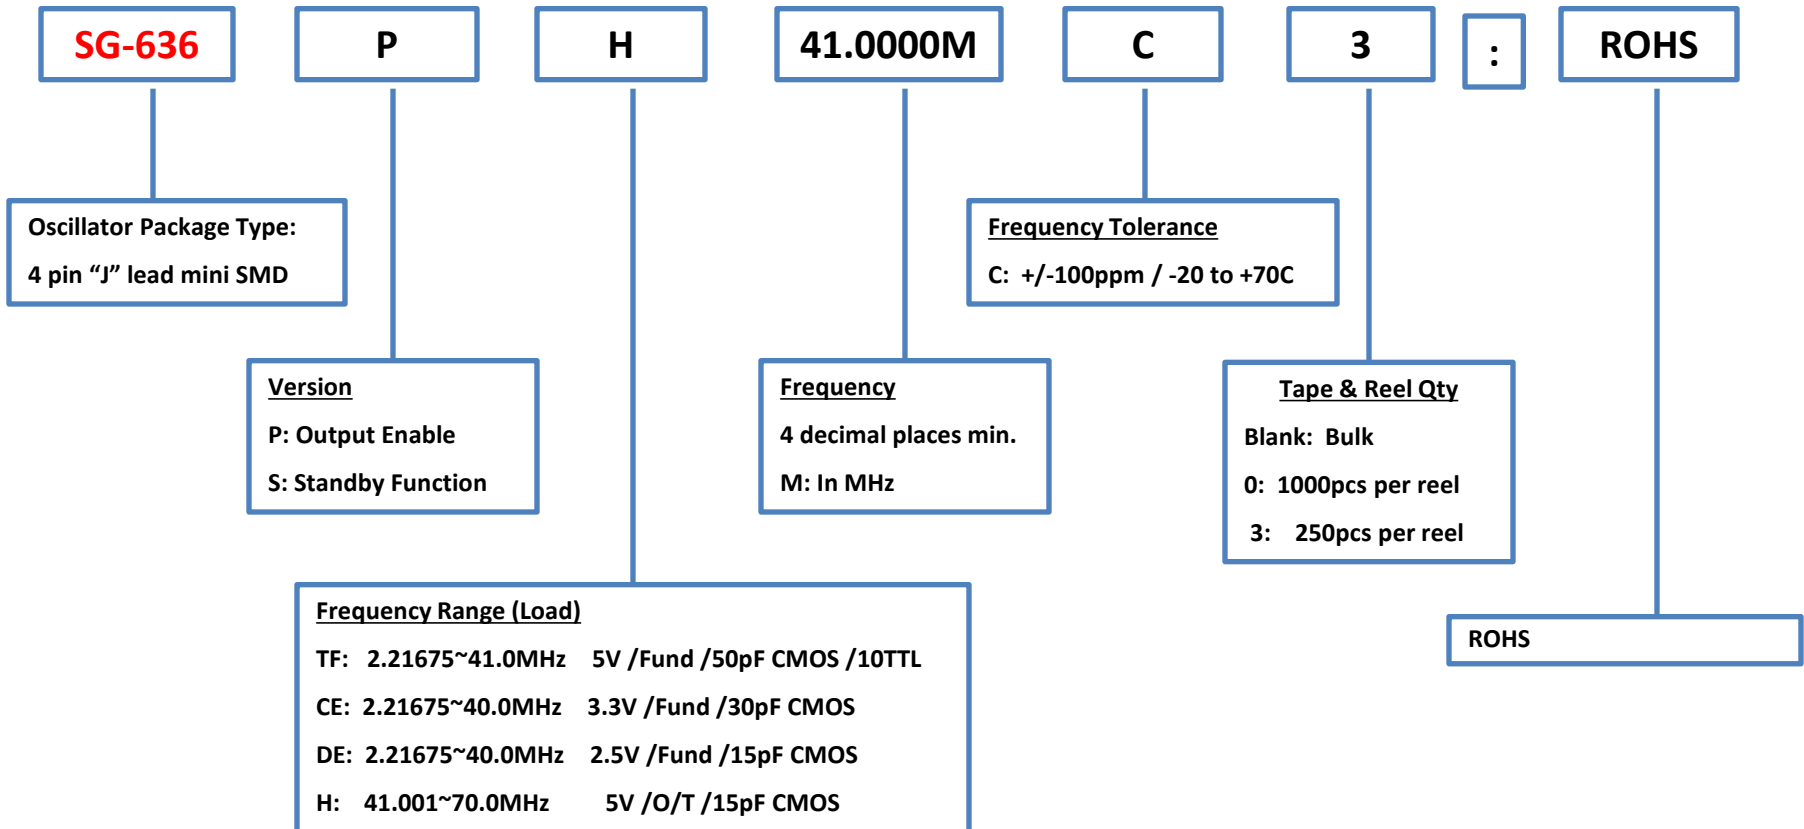 SG-636 P H 41.0000M C 3 : ROHS
Oscillator Package Type:
4 pin “J” lead mini SMD
Frequency Tolerance
C: +/-100ppm / -20 to +70C
Version
P: Output Enable
S: Standby Function
Frequency
4 decimal places min.
M: In MHz
Tape & Reel Qty
Blank: Bulk
0: 1000pcs per reel
3: 250pcs per reel
Frequency Range (Load)
TF: 2.21675~41.0MHz 5V /Fund /50pF CMOS /10TTL
CE: 2.21675~40.0MHz 3.3V /Fund /30pF CMOS
DE: 2.21675~40.0MHz 2.5V /Fund /15pF CMOS
H: 41.001~70.0MHz 5V /O/T /15pF CMOS
ROHS